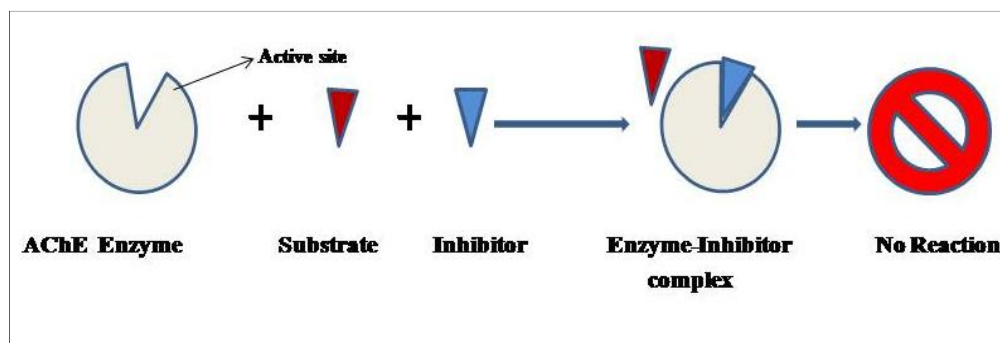 Active site
+
+
AChE Enzyme
Substrate
Inhibitor
Enzyme-Inhibitor
complex
No Reaction